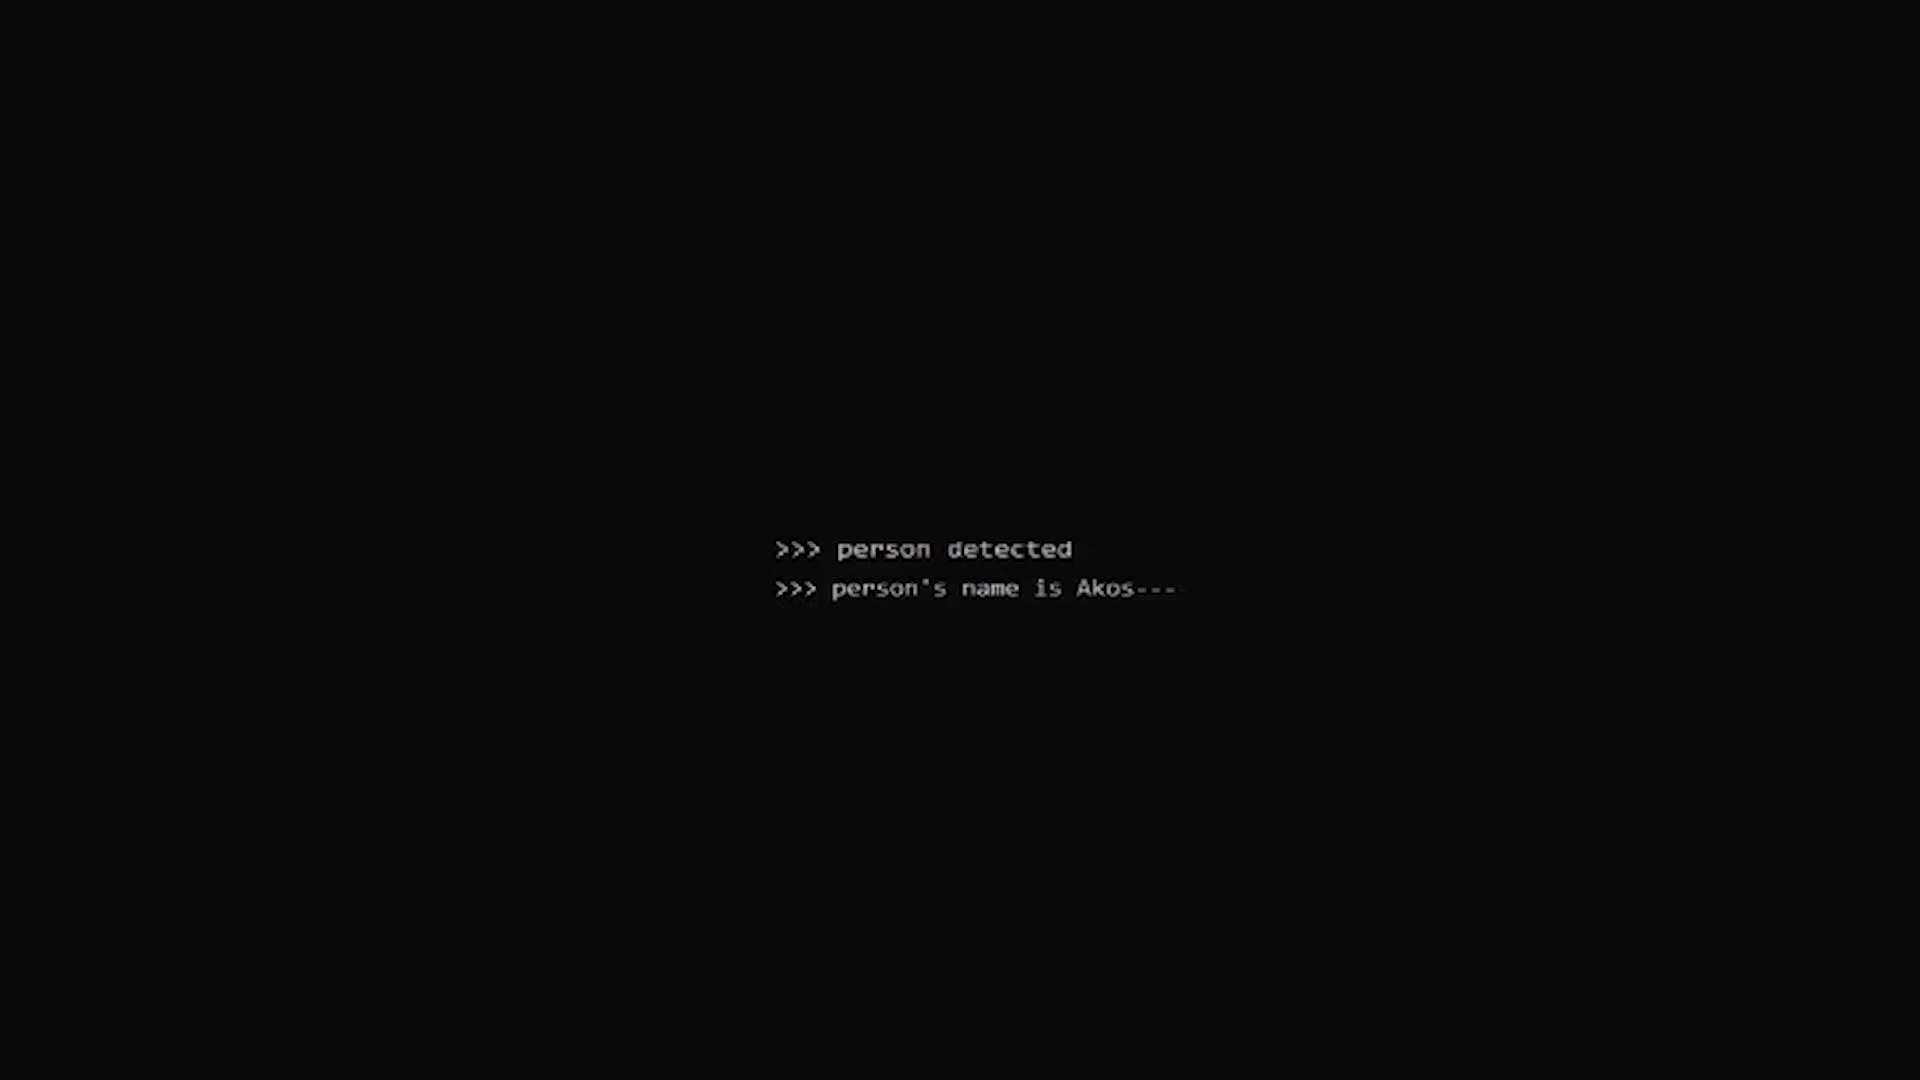 >>> person detected
>>> person's name is Akos---